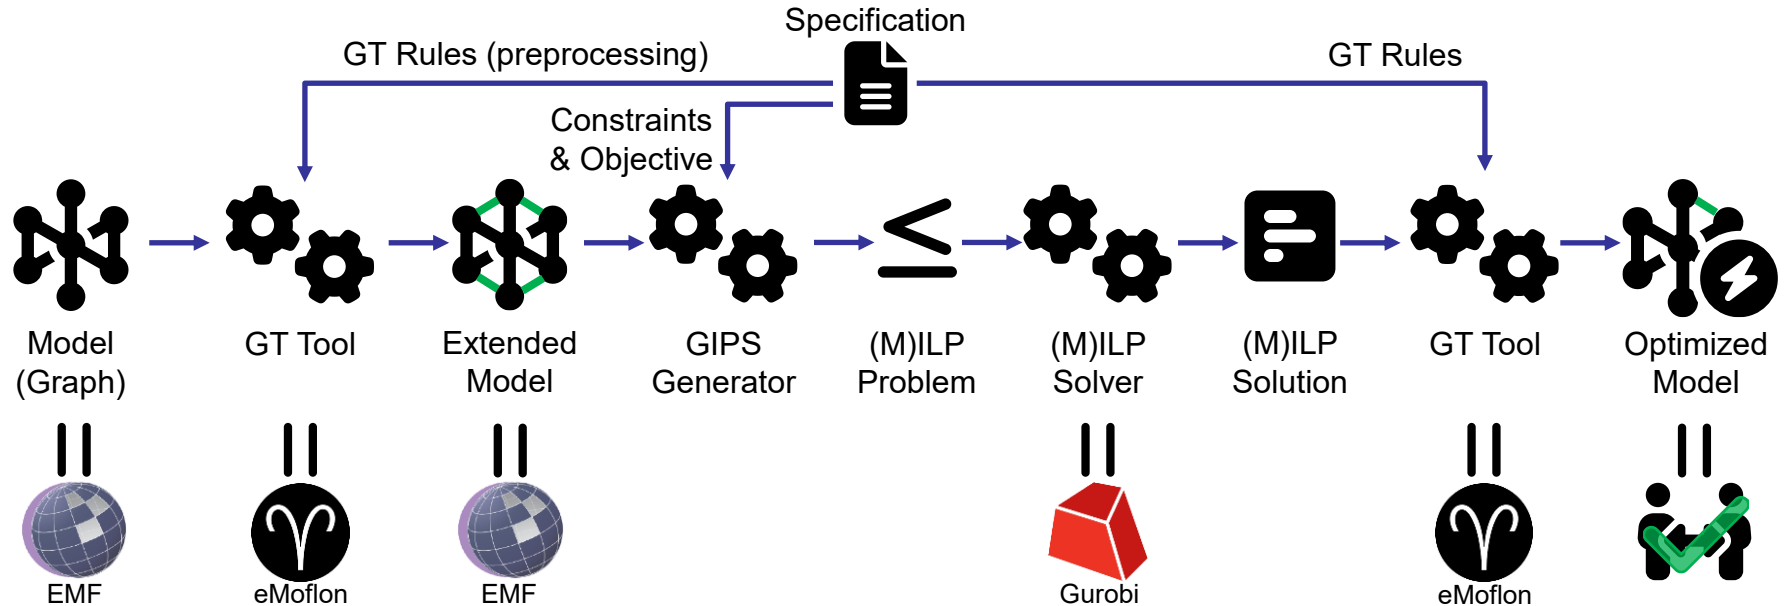 Specification
GT Rules (preprocessing)
GT Rules
Constraints
& Objective
Model
(Graph)
GT Tool
Extended
Model
GIPS
Generator
(M)ILP
Problem
(M)ILP
Solver
(M)ILP
Solution
GT Tool
Optimized
Model
EMF
eMoflon
EMF
Gurobi
eMoflon